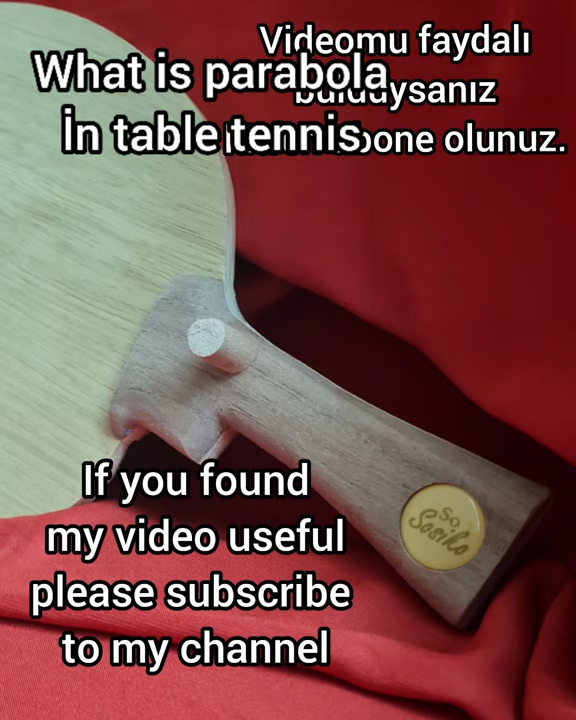 Videomu faydalı
What is parabola
bulduysanız
İn table tennis
olunuz.
So
Sosiko
If you found
my video useful
please subscribe
to my channel